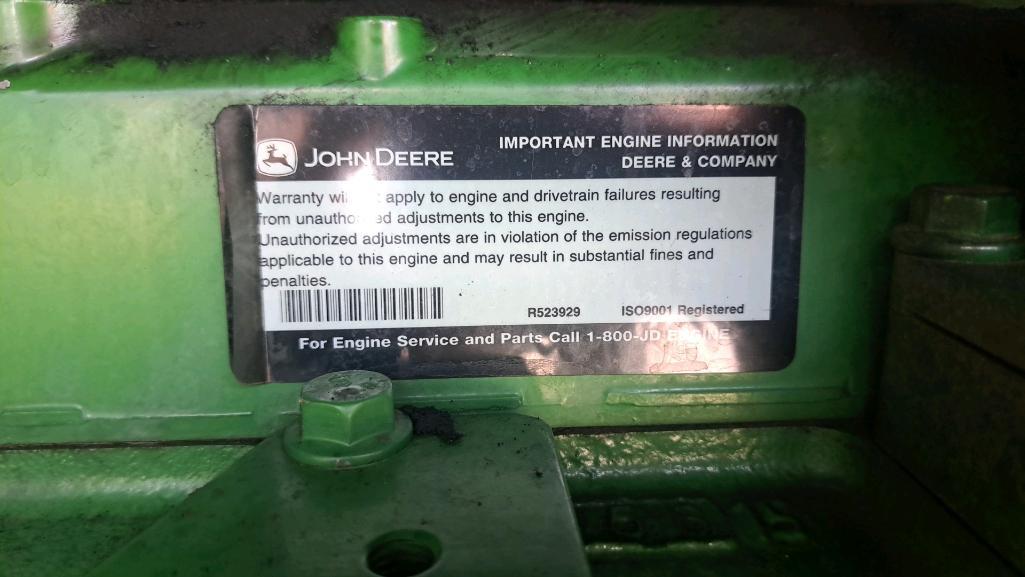 JOHN DEERE
IMPORTANT ENGINE INFORMATION
DEERE & COMPANY
Warranty will apply to engine and drivetrain failures resulting
from adjustments to this engine.
Unauthorized adjustments are in violation of the emission regulations
applicable to this engine and may result in substantial fines and
penalties.
R523929 ISO9001 Registered
For Engine Service and Parts Call 1-800-JD ENGINE